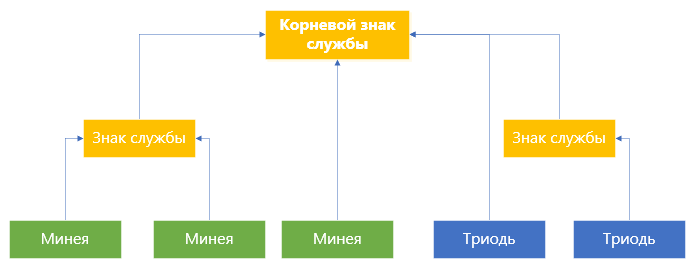 Корневой знак
службы
Знак службы
Знак службы
Минея
Минея
Минея
Триодь
Триодь